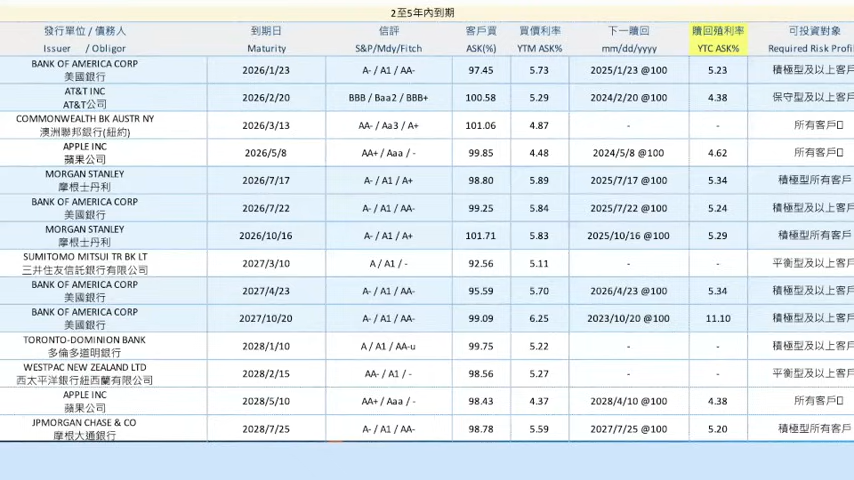 2至5年內到期
發行單位 / 債務人 到期日 信評 客戶買 買價利率 下一贖回 贖回殖利率 可投資對象
Issuer / Obligor Maturity S&P/Mdy/Fitch ASK(%) YTM ASK% mm/dd/yyyy YTC ASK% Required Risk Profil
BANK OF AMERICA CORP
美國銀行 2026/1/23 A- / A1 / AA- 97.45 5.73 2025/1/23 @100 5.23 積極型及以上客戶
AT&T INC
AT&T公司 2026/2/20 BBB / Baa2 / BBB+ 100.58 5.29 2024/2/20 @100 4.38 保守型及以上客戶
COMMONWEALTH BK AUSTR NY
澳洲聯邦銀行(紐約) 2026/3/13 AA- / Aa3 / A+ 101.06 4.87 - - 所有客戶
APPLE INC
蘋果公司 2026/5/8 AA+ / Aaa / - 99.85 4.48 2024/5/8 @100 4.62 所有客戶
MORGAN STANLEY
摩根士丹利 2026/7/17 A- / A1 / A+ 98.80 5.89 2025/7/17 @100 5.34 積極型所有客戶
BANK OF AMERICA CORP
美國銀行 2026/7/22 A- / A1 / AA- 99.25 5.84 2025/7/22 @100 5.24 積極型及以上客戶
MORGAN STANLEY
摩根士丹利 2026/10/16 A- / A1 / A+ 101.71 5.83 2025/10/16 @100 5.29 積極型所有客戶
SUMITOMO MITSUI TR BK LT
三井住友信託銀行有限公司 2027/3/10 A / A1 / - 92.56 5.11 - - 平衡型及以上客戶
BANK OF AMERICA CORP
美國銀行 2027/4/23 A- / A1 / AA- 95.59 5.70 2026/4/23 @100 5.34 積極型及以上客戶
BANK OF AMERICA CORP
美國銀行 2027/10/20 A- / A1 / AA- 99.09 6.25 2023/10/20 @100 11.10 積極型及以上客戶
TORONTO-DOMINION BANK
多倫多道明銀行 2028/1/10 A / A1 / AA-u 99.75 5.22 - - 積極型及以上客戶
WESTPAC NEW ZEALAND LTD
西太平洋銀行紐西蘭有限公司 2028/2/15 AA- / A1 / - 98.56 5.27 - - 平衡型及以上客戶
APPLE INC
蘋果公司 2028/5/10 AA+ / Aaa / - 98.43 4.37 2028/4/10 @100 4.38 所有客戶
JPMORGAN CHASE & CO
摩根大通銀行 2028/7/25 A- / A1 / AA- 98.78 5.59 2027/7/25 @100 5.20 積極型所有客戶